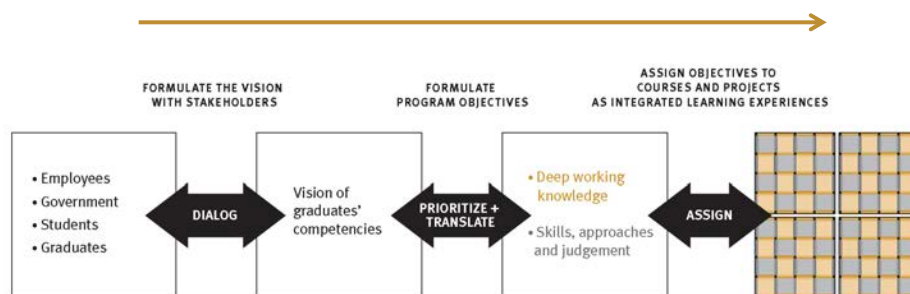 FORMULATE THE VISION
WITH STAKEHOLDERS
FORMULATE
PROGRAM OBJECTIVES
ASSIGN OBJECTIVES TO
COURSES AND PROJECTS
AS INTEGRATED LEARNING EXPERIENCES
• Employees
• Government
• Students
• Graduates
DIALOG
Vision of
graduates’
competencies
PRIORITIZE +
TRANSLATE
• Deep working
knowledge
• Skills, approaches
and judgement
ASSIGN